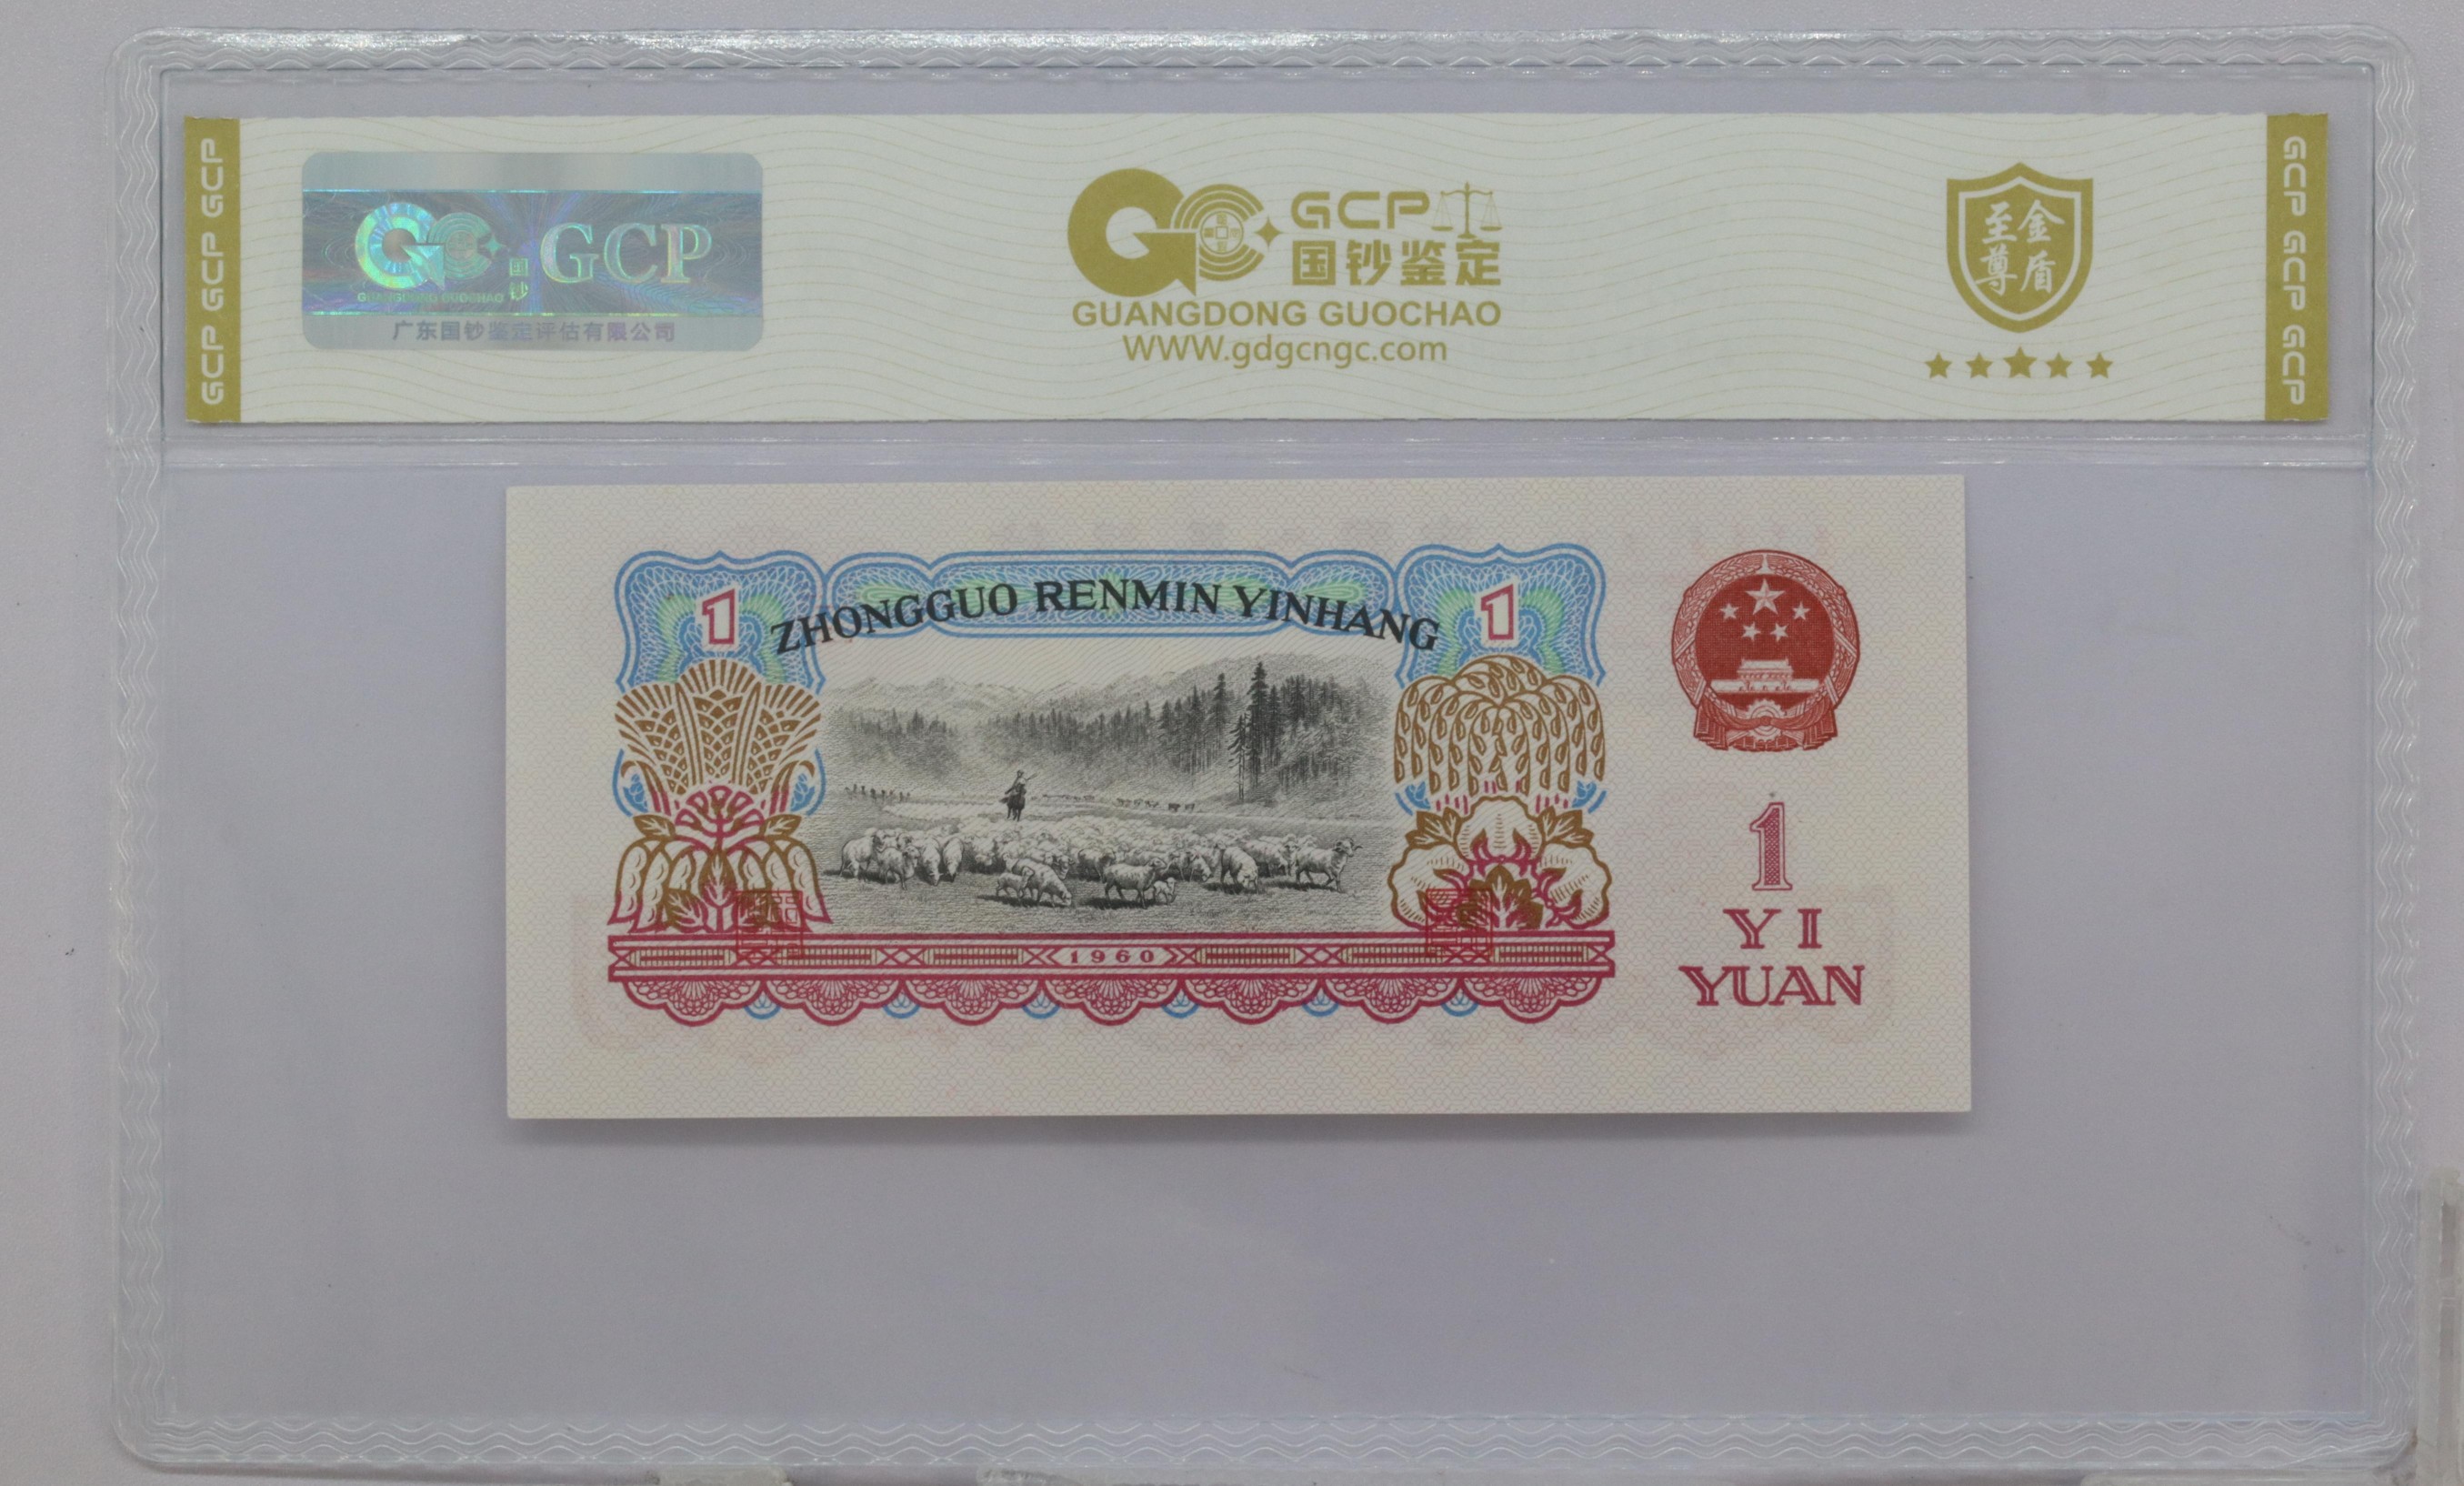 GCP GCP GCP
GCP
国钞
GUANGDONG GUOCHAO
广东国钞鉴定评估有限公司
GCP
国钞鉴定
GUANGDONG GUOCHAO
WWW.gdgcngc.com
至尊
金盾
GCP GCP GCP
ZHONGGUO RENMIN YINHANG
1
1
1960
1
YI
YUAN